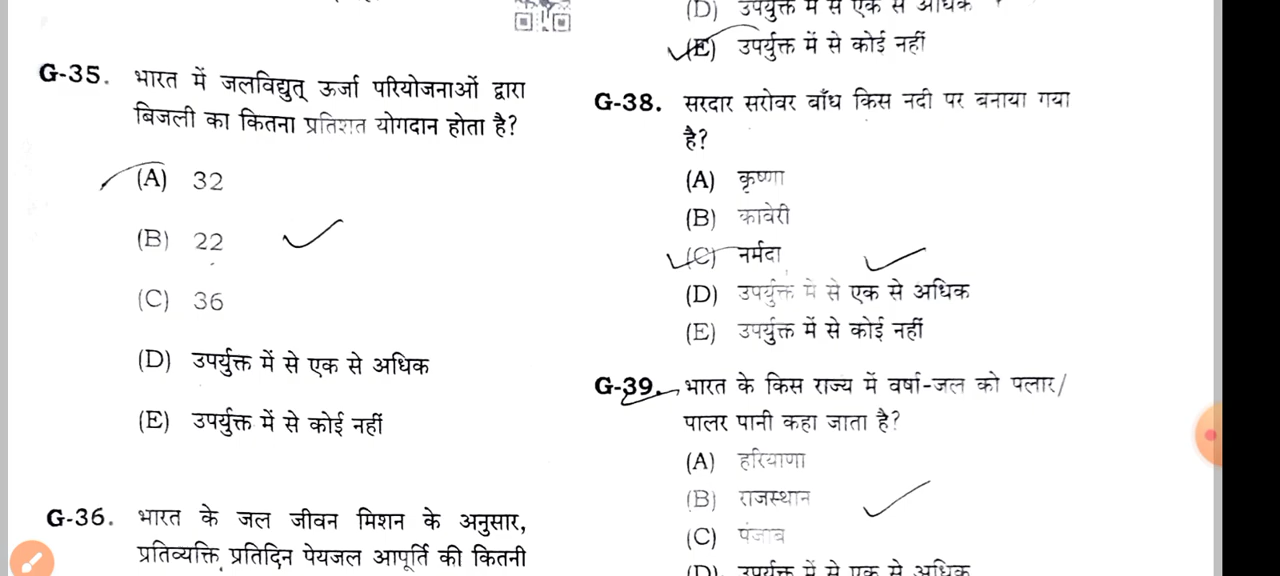 G-35. भारत में जलविद्युत् ऊर्जा परियोजनाओं द्वारा
बिजली का कितना प्रतिशत योगदान होता है?
(A) 32
(B) 22
(C) 36
(D) उपर्युक्त में से एक से अधिक
(E) उपर्युक्त में से कोई नहीं
G-36. भारत के जल जीवन मिशन के अनुसार,
प्रतिव्यक्ति प्रतिदिन पेयजल आपूर्ति की कितनी
(D) उपर्युक्त में से एक से अधिक
(E) उपर्युक्त में से कोई नहीं
G-38. सरदार सरोवर बाँध किस नदी पर बनाया गया
है?
(A) कृष्णा
(B) कावेरी
(C) नर्मदा
(D) उपर्युक्त में से एक से अधिक
(E) उपर्युक्त में से कोई नहीं
G-39. भारत के किस राज्य में वर्षा-जल को पलार/
पालर पानी कहा जाता है?
(A) हरियाणा
(B) राजस्थान
(C) पंजाब
(D) उपर्युक्त में से एक से अधिक